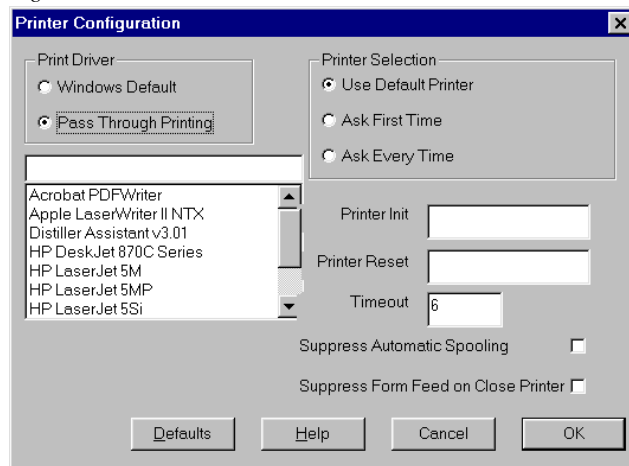 Printer Configuration
Print Driver
Windows Default
Pass Through Printing
Acrobat PDFWriter
Apple LaserWriter II NTX
Distiller Assistant v3.01
HP DeskJet 870C Series
HP LaserJet 5M
HP LaserJet 5MP
HP LaserJet 5Si
Printer Selection
Use Default Printer
Ask First Time
Ask Every Time
Printer Init
Printer Reset
Timeout 6
Suppress Automatic Spooling
Suppress Form Feed on Close Printer
Defaults Help Cancel OK